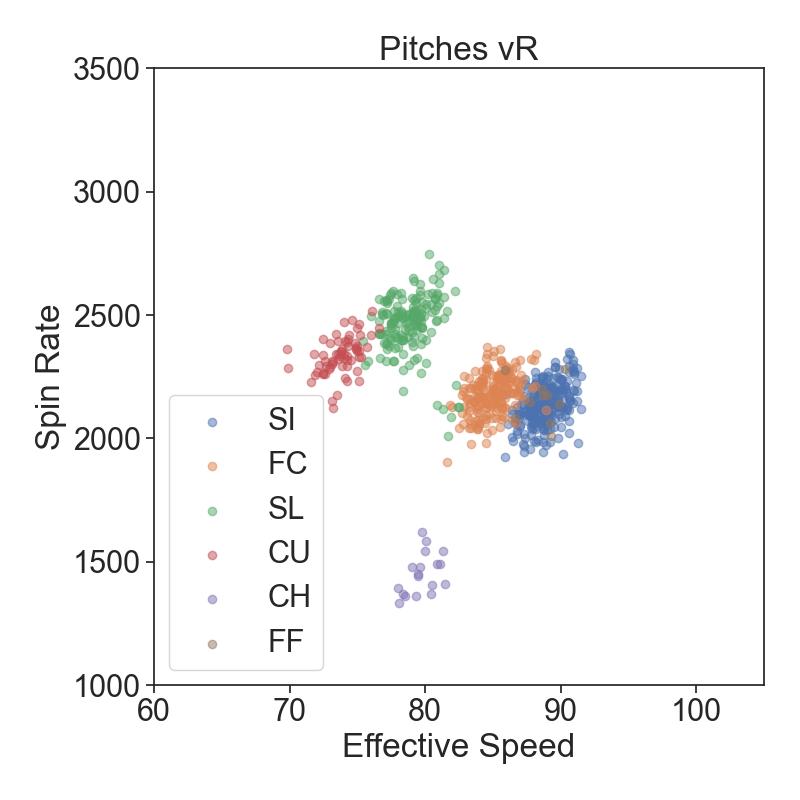 Pitches vR
3500
3000
2500
2000
1500
1000
Spin Rate
SI
FC
SL
CU
CH
FF
60 70 80 90 100
Effective Speed